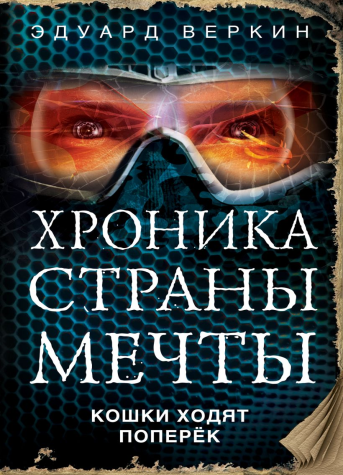 ЭДУАРД ВЕРКИН
ХРОНИКА
СТРАНЫ
МЕЧТЫ
КОШКИ ХОДЯТ
ПОПЕРЁК